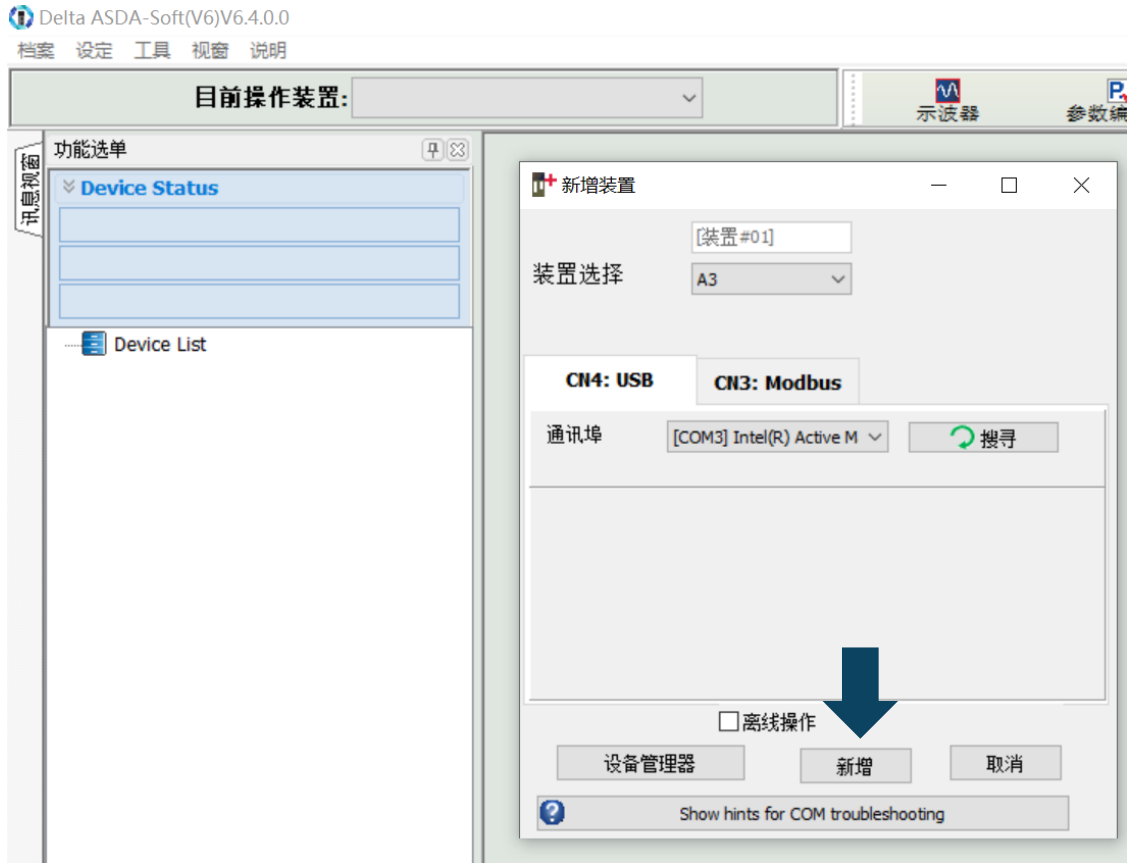 Delta ASDA-Soft(V6)V6.4.0.0
档案 设定 工具 视窗 说明
目前操作装置:
示波器
参数编
讯息视窗
功能选单
Device Status
Device List
新增装置
[装置#01]
装置选择
A3
CN4: USB
CN3: Modbus
通讯埠
[COM3] Intel(R) Active M
搜寻
离线操作
设备管理器
新增
取消
Show hints for COM troubleshooting